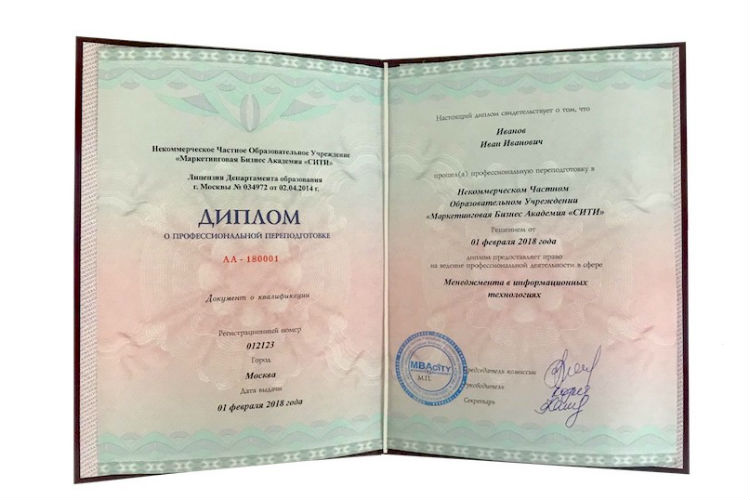 Некоммерческое Частное Образовательное Учреждение
«Маркетинговая Бизнес Академия «СИТИ»
Лицензия Департамента образования
г. Москвы № 034972 от 02.04.2014 г.
ДИПЛОМ
О ПРОФЕССИОНАЛЬНОЙ ПЕРЕПОДГОТОВКЕ
АА - 180001
Документ о квалификации
Регистрационный номер
012123
Город
Москва
Дата выдачи
01 февраля 2018 года
Настоящий диплом свидетельствует о том, что
Иванов
Иван Иванович
прошел(а) профессиональную переподготовку в
Некоммерческом Частном
Образовательном Учреждении
«Маркетинговая Бизнес Академия «СИТИ»
Решением от
01 февраля 2018 года
диплом предоставляет право
на ведение профессиональной деятельности в сфере
Менеджмента в информационных
технологиях
MBACITY
М.П.
Председатель комиссии
Руководитель
Секретарь